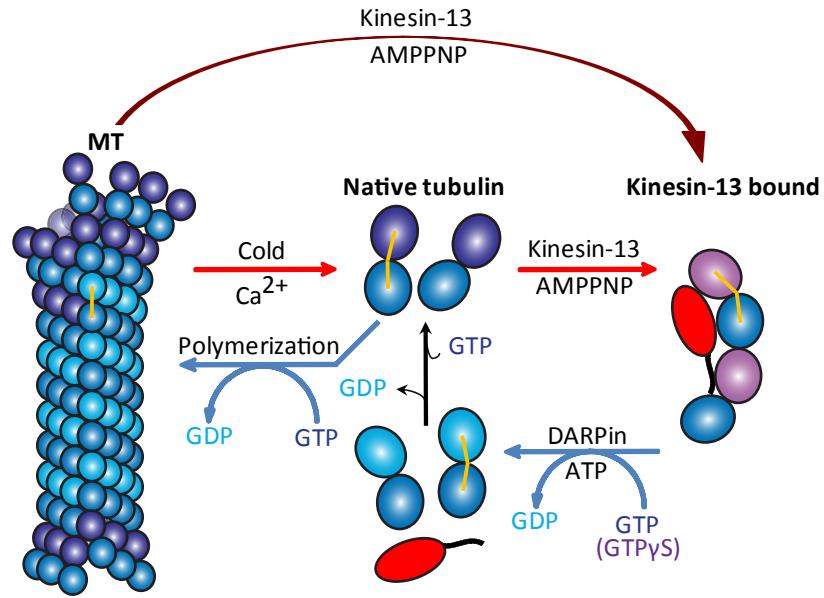 Kinesin-13
AMPPNP
MT
Native tubulin
Kinesin-13 bound
Cold
Ca²⁺
Kinesin-13
AMPPNP
Polymerization
GTP
GDP
GDP
GTP
DARPin
ATP
GDP
GTP
(GTPγS)